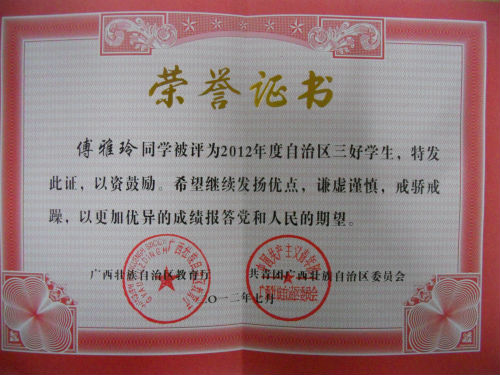 荣誉证书
傅雅玲同学被评为2012年度自治区三好学生，特发
此证，以资鼓励。希望继续发扬优点，谦虚谨慎，戒骄戒
躁，以更加优异的成绩报答党和人民的期望。
广西壮族自治区教育厅 共青团广西壮族自治区委员会
二〇一二年七月